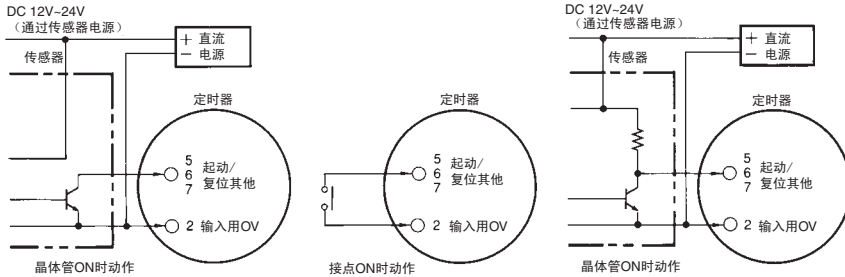 DC 12V~24V
（通过传感器电源）
+ 直流
− 电源
传感器
定时器
5
6
7
起动/
复位其他
2 输入用OV
晶体管ON时动作
定时器
5
6
7
起动/
复位其他
2 输入用OV
接点ON时动作
DC 12V~24V
（通过传感器电源）
+ 直流
− 电源
传感器
定时器
5
6
7
起动/
复位其他
2 输入用OV
晶体管ON时动作